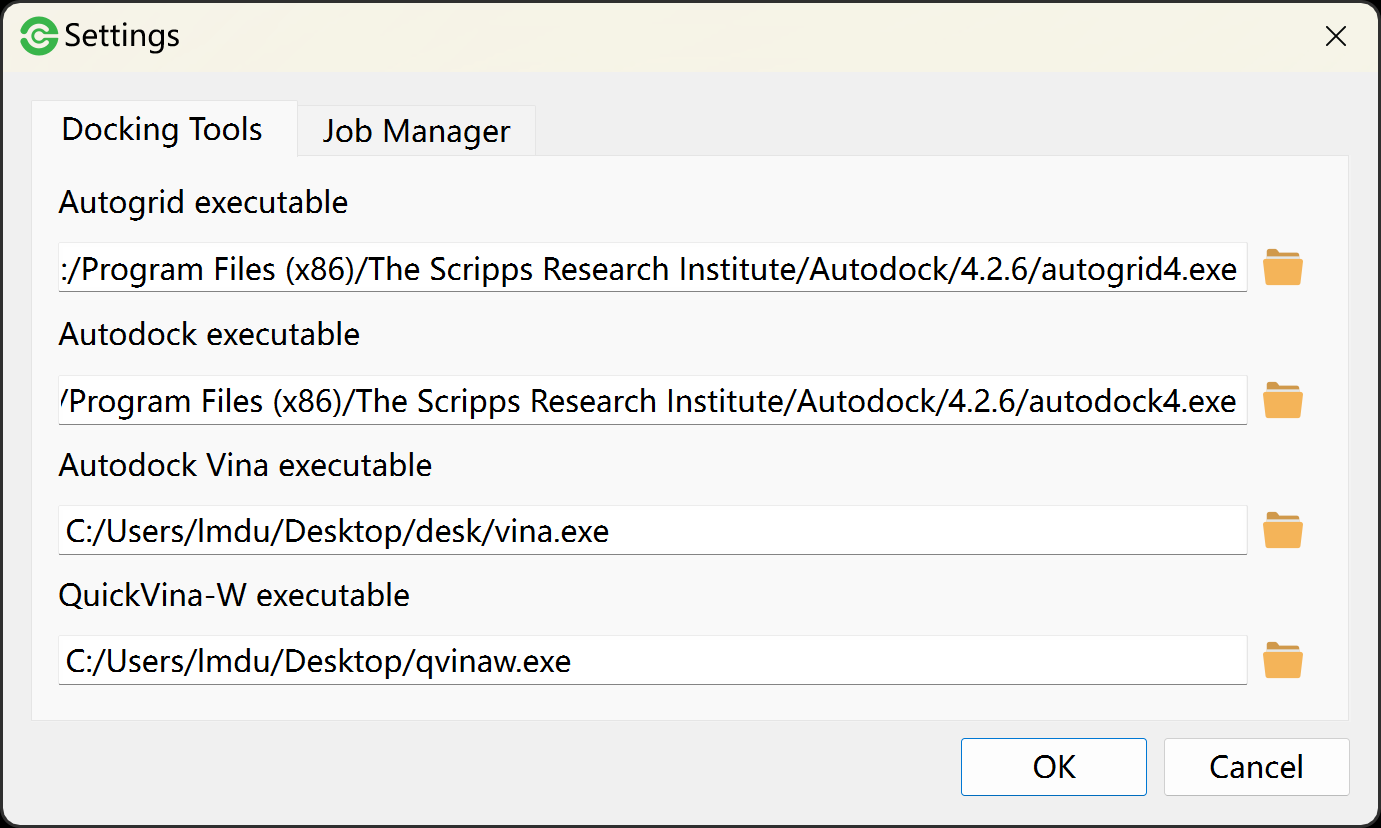 Settings
Docking Tools
Job Manager
Autogrid executable
:/Program Files (x86)/The Scripps Research Institute/Autodock/4.2.6/autogrid4.exe
Autodock executable
/Program Files (x86)/The Scripps Research Institute/Autodock/4.2.6/autodock4.exe
Autodock Vina executable
C:/Users/lmdu/Desktop/desk/vina.exe
QuickVina-W executable
C:/Users/lmdu/Desktop/qvinaw.exe
OK
Cancel